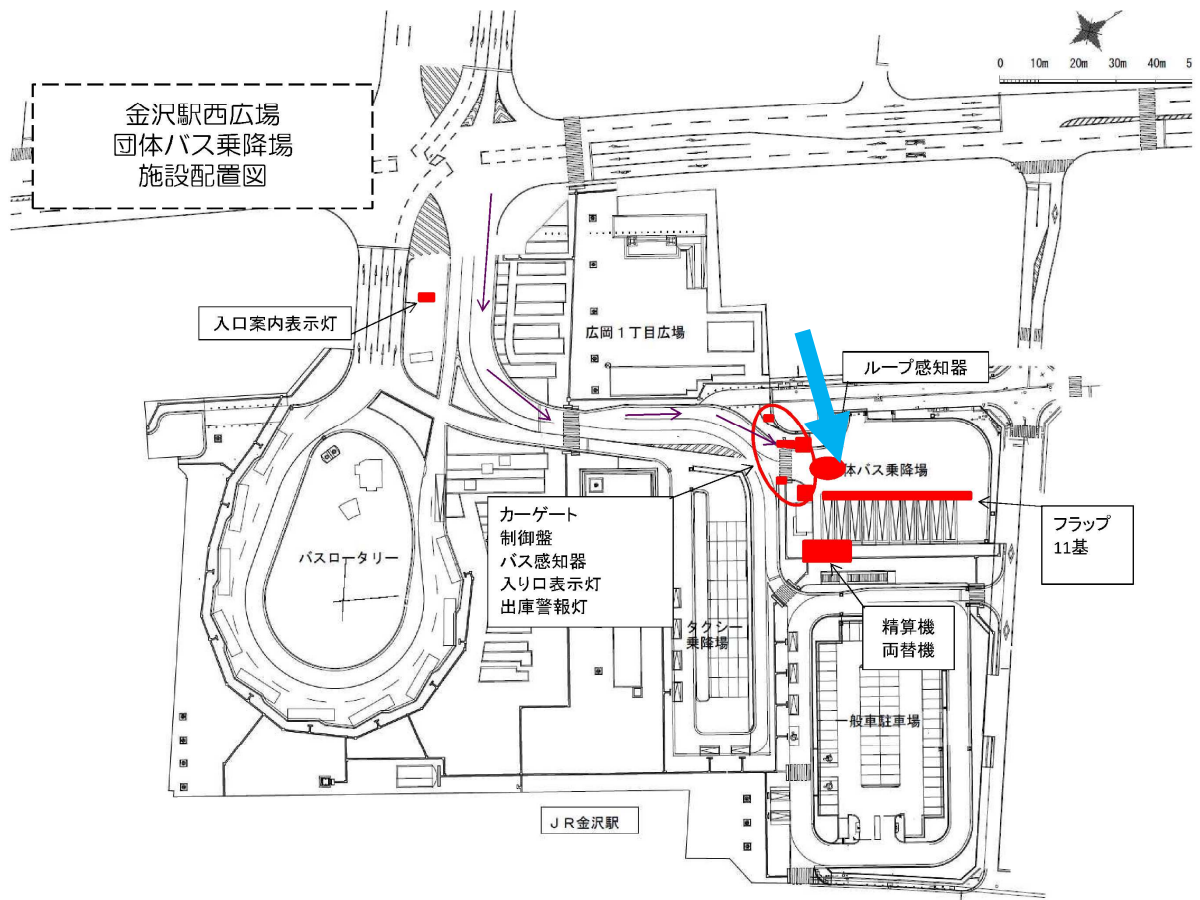 0 10m 20m 30m 40m 5
金沢駅西広場
団体バス乗降場
施設配置図
入口案内表示灯
広岡1丁目広場
ループ感知器
体バス乗降場
カーゲート
制御盤
バス感知器
入り口表示灯
出庫警報灯
フラップ
11基
バスロータリー
タクシー
乗降場
精算機
両替機
一般車駐車場
JR金沢駅